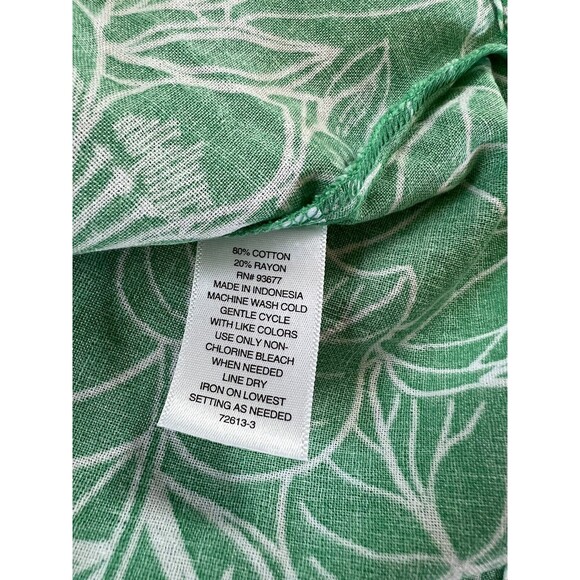 80% COTTON
20% RAYON
RN# 93677
MADE IN INDONESIA
MACHINE WASH COLD
GENTLE CYCLE
WITH LIKE COLORS
USE ONLY NON-
CHLORINE BLEACH
WHEN NEEDED
LINE DRY
IRON ON LOWEST
SETTING AS NEEDED
72613-3